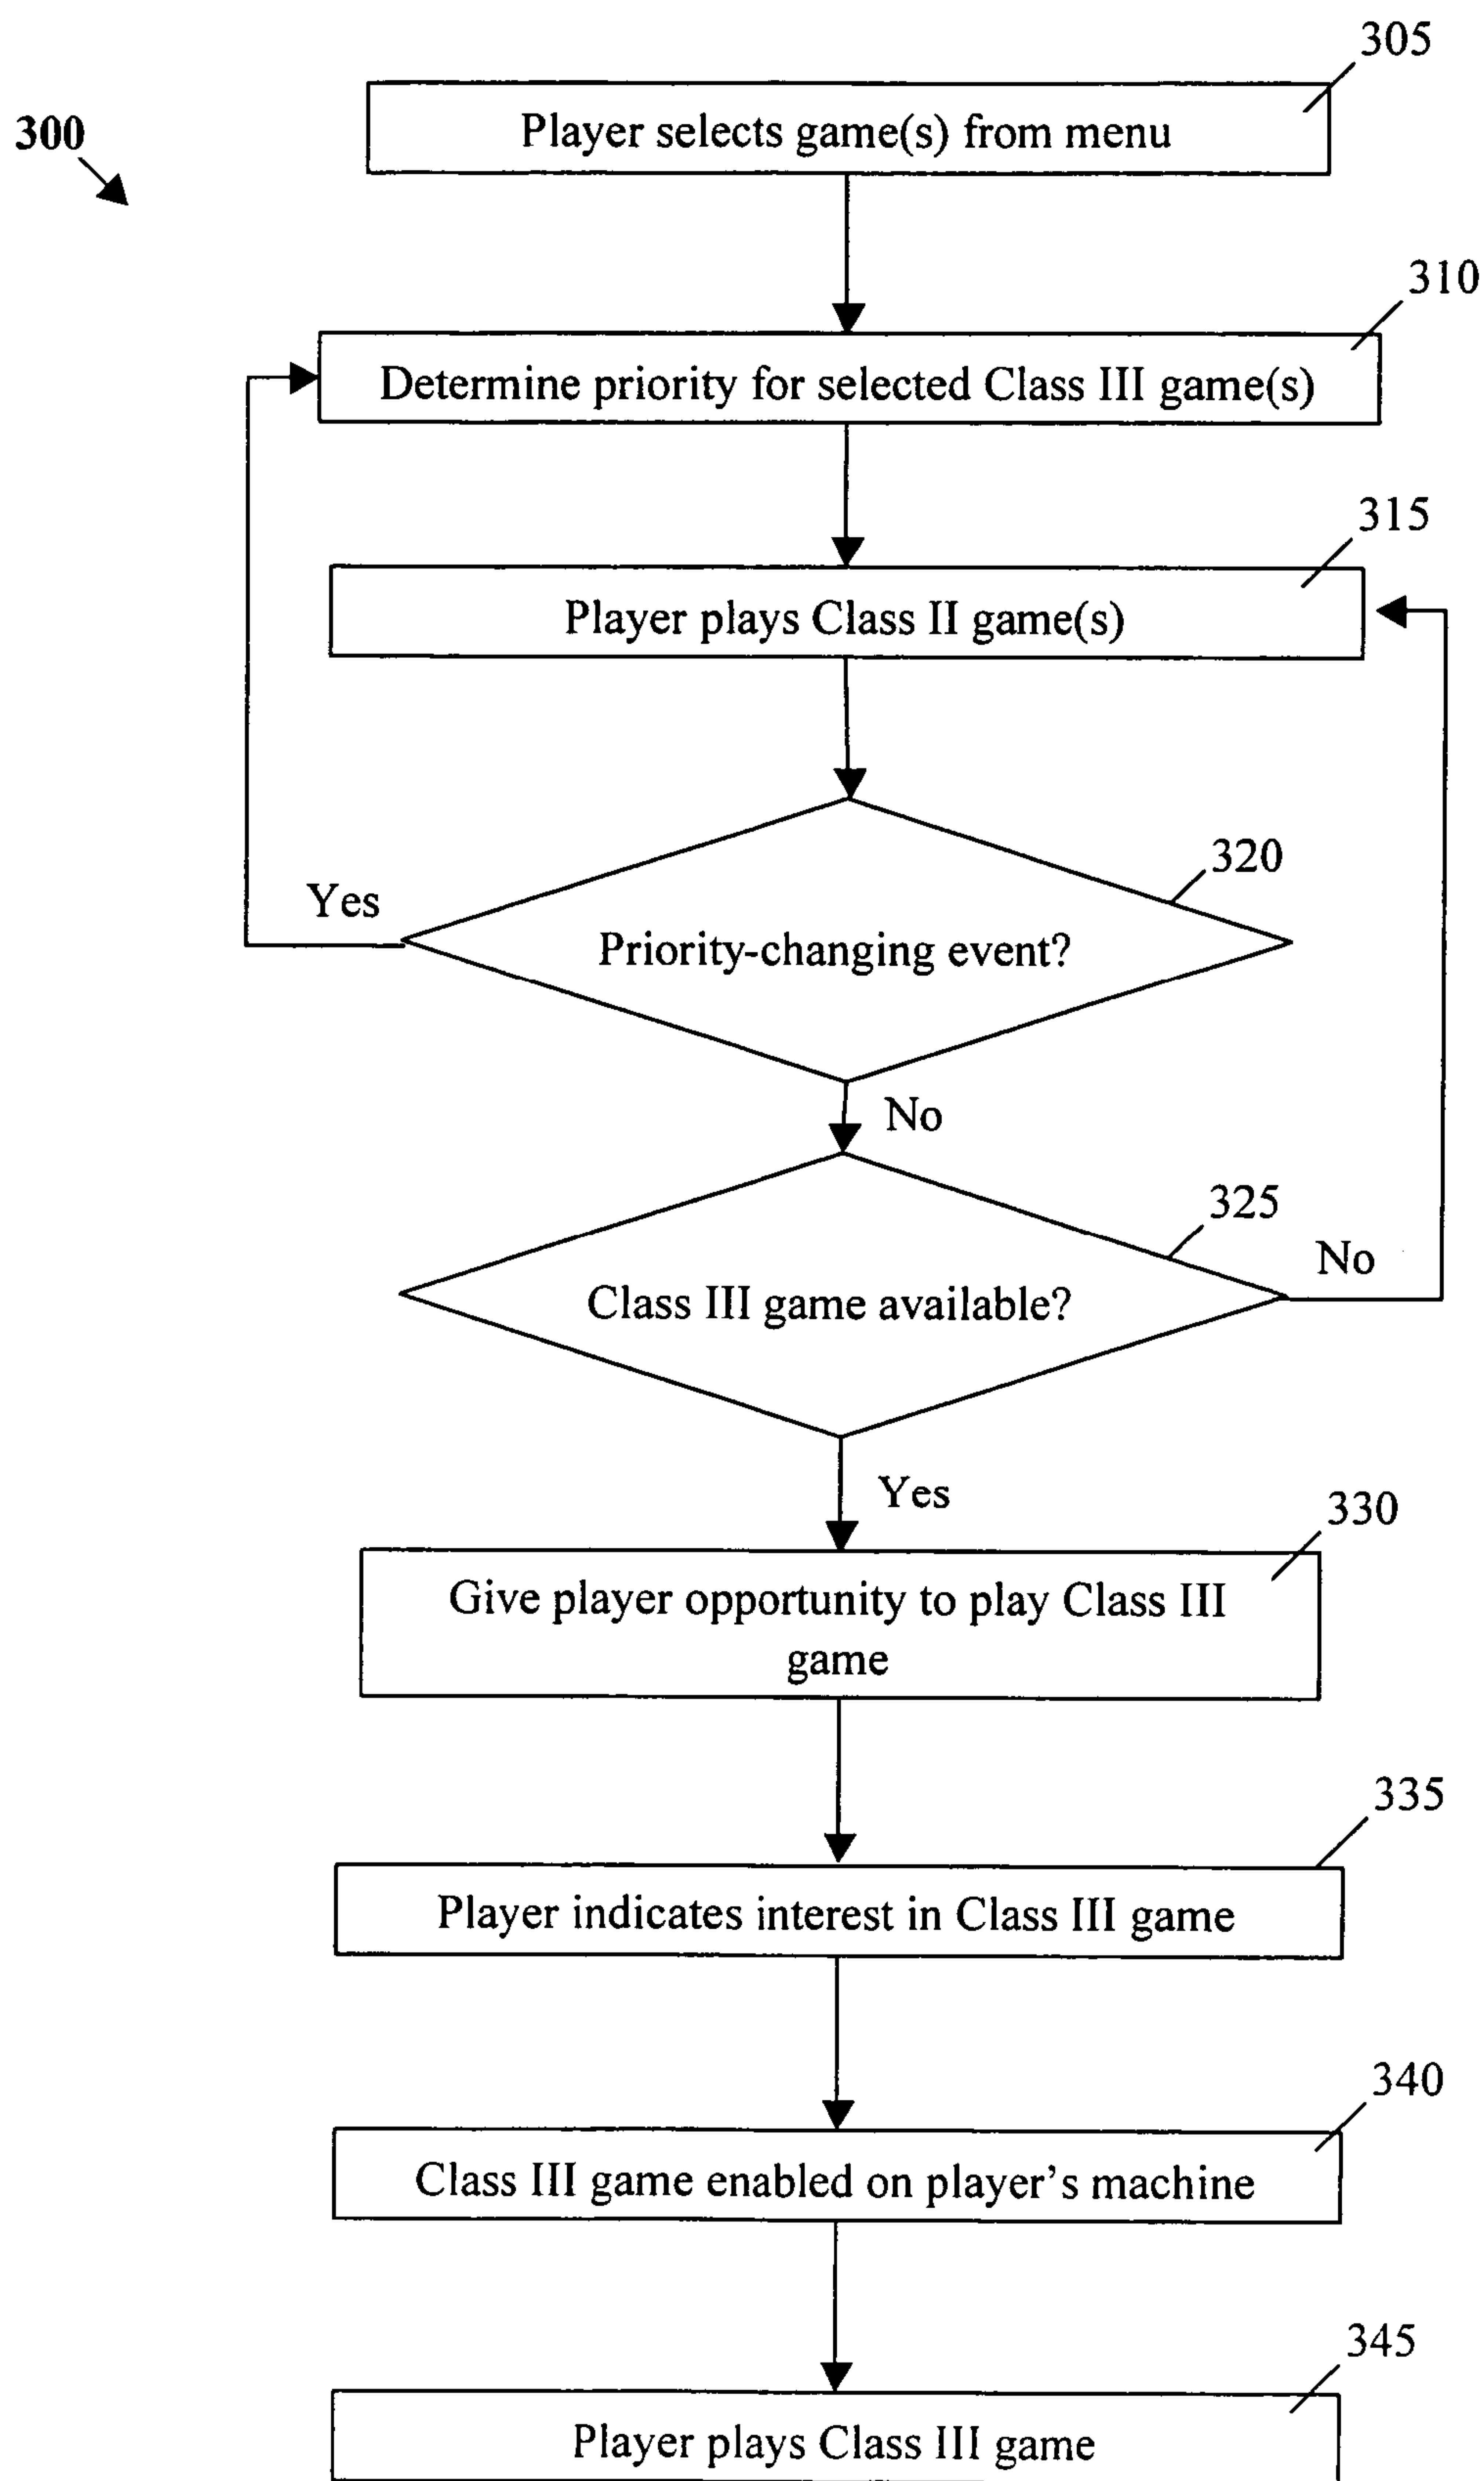 305
300
Player selects game(s) from menu
310
Determine priority for selected Class III game(s)
315
Player plays Class II game(s)
320
Yes
Priority-changing event?
No
325
No
Class III game available?
Yes
330
Give player opportunity to play Class III
game
335
Player indicates interest in Class III game
340
Class III game enabled on player's machine
345
Player plays Class III game